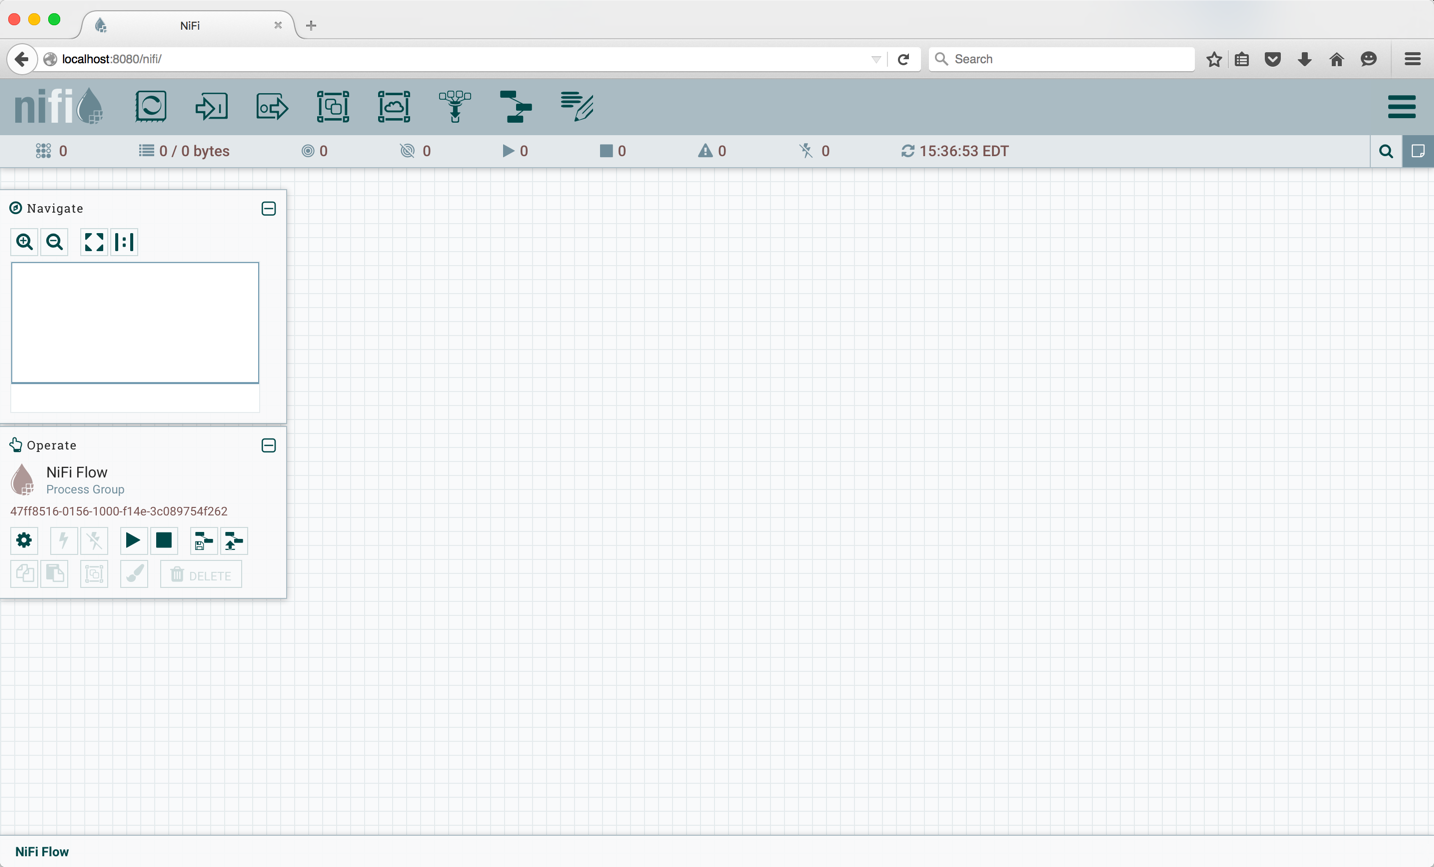 NiFi
localhost:8080/nifi/
Search
nifi
0
0 / 0 bytes
0
0
0
0
0
0
15:36:53 EDT
Navigate
Operate
NiFi Flow
Process Group
47ff8516-0156-1000-f14e-3c089754f262
DELETE
NiFi Flow